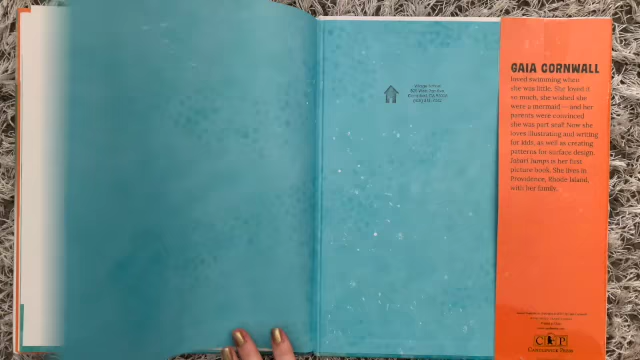 GAIA CORNWALL
loved swimming when
she was little. She loved it
so much, she wished she
were a mermaid — and her
parents were convinced
she was part seal! Now she
loves illustrating and writing
for kids, as well as creating
patterns for surface design.
Jabari Jumps is her first
picture book. She lives in
Providence, Rhode Island,
with her family.
CANDLEWICK PRESS